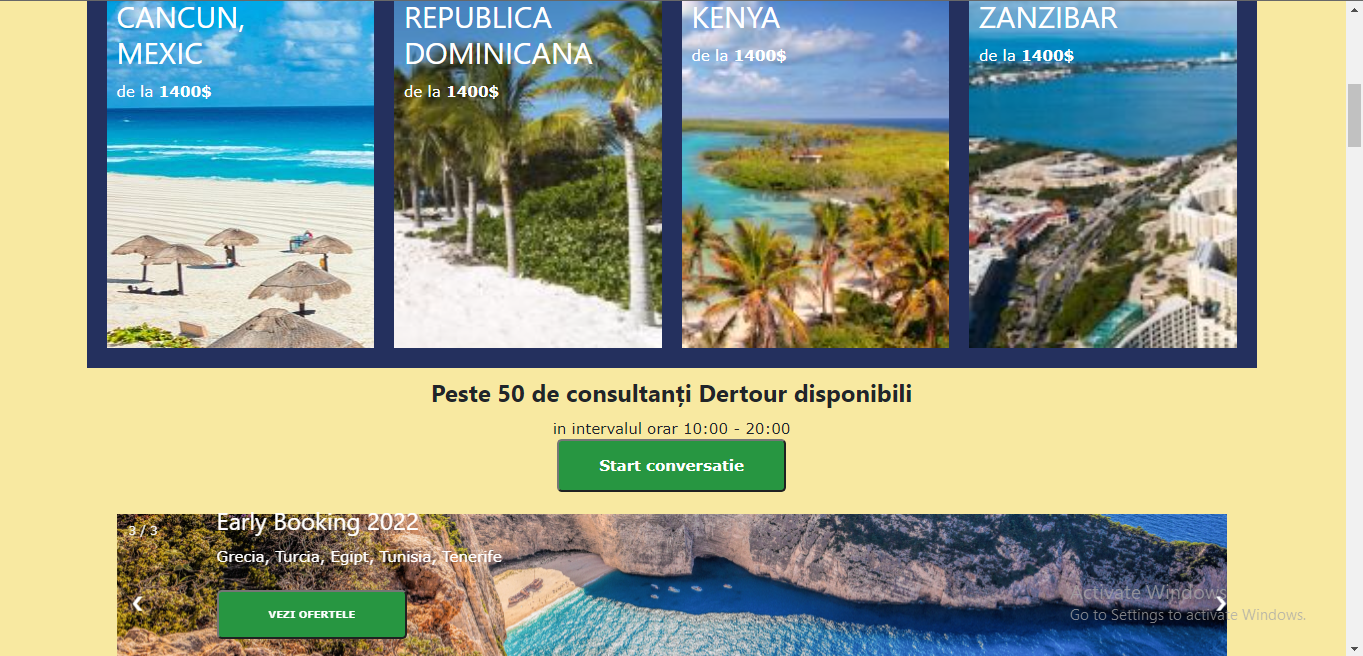 CANCUN,
MEXIC
de la 1400$
REPUBLICA
DOMINICANA
de la 1400$
KENYA
de la 1400$
ZANZIBAR
de la 1400$
Peste 50 de consultanți Dertour disponibili
in intervalul orar 10:00 - 20:00
Start conversatie
3 / 3
Early Booking 2022
Grecia, Turcia, Egipt, Tunisia, Tenerife
❮
VEZI OFERTELE
❯
Activate Windows
Go to Settings to activate Windows.